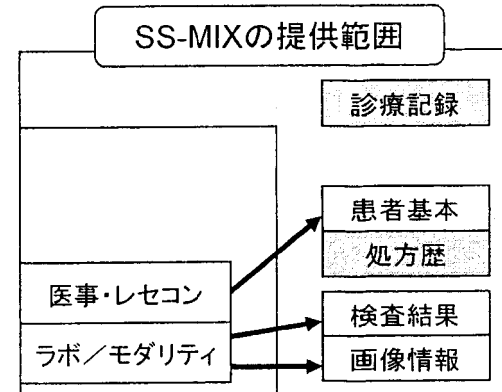 SS-MIXの提供範囲
診療記録
患者基本
処方歴
医事・レセコン
検査結果
ラボ／モダリティ
画像情報